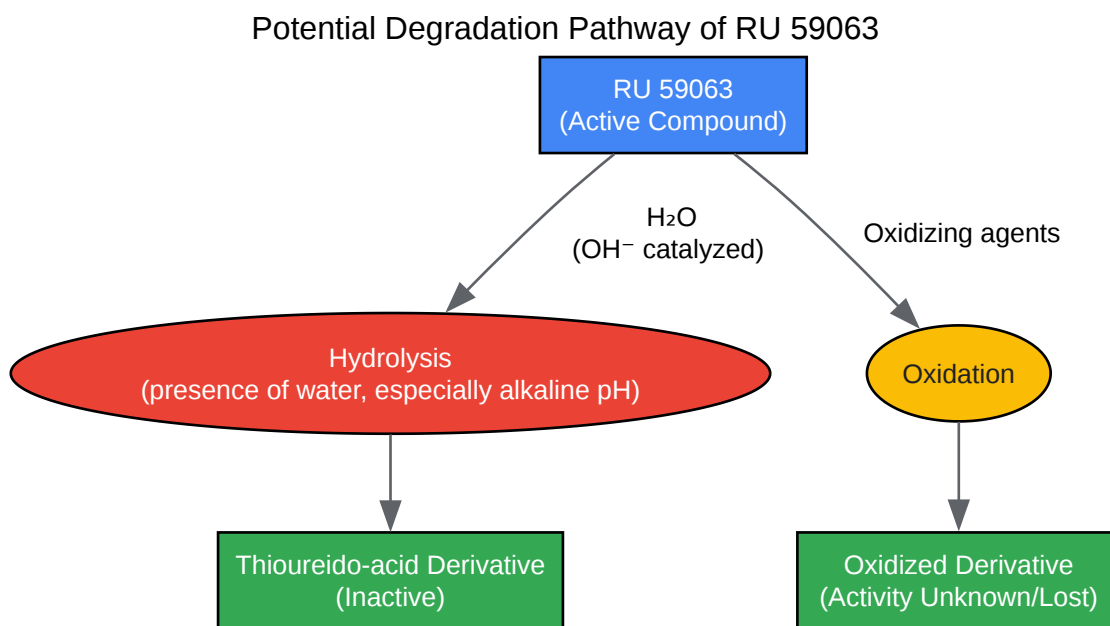 Potential Degradation Pathway of RU 59063
RU 59063
(Active Compound)
H₂O
(OH⁻ catalyzed)
Oxidizing agents
Hydrolysis
(presence of water, especially alkaline pH)
Oxidation
Thioureido-acid Derivative
(Inactive)
Oxidized Derivative
(Activity Unknown/Lost)